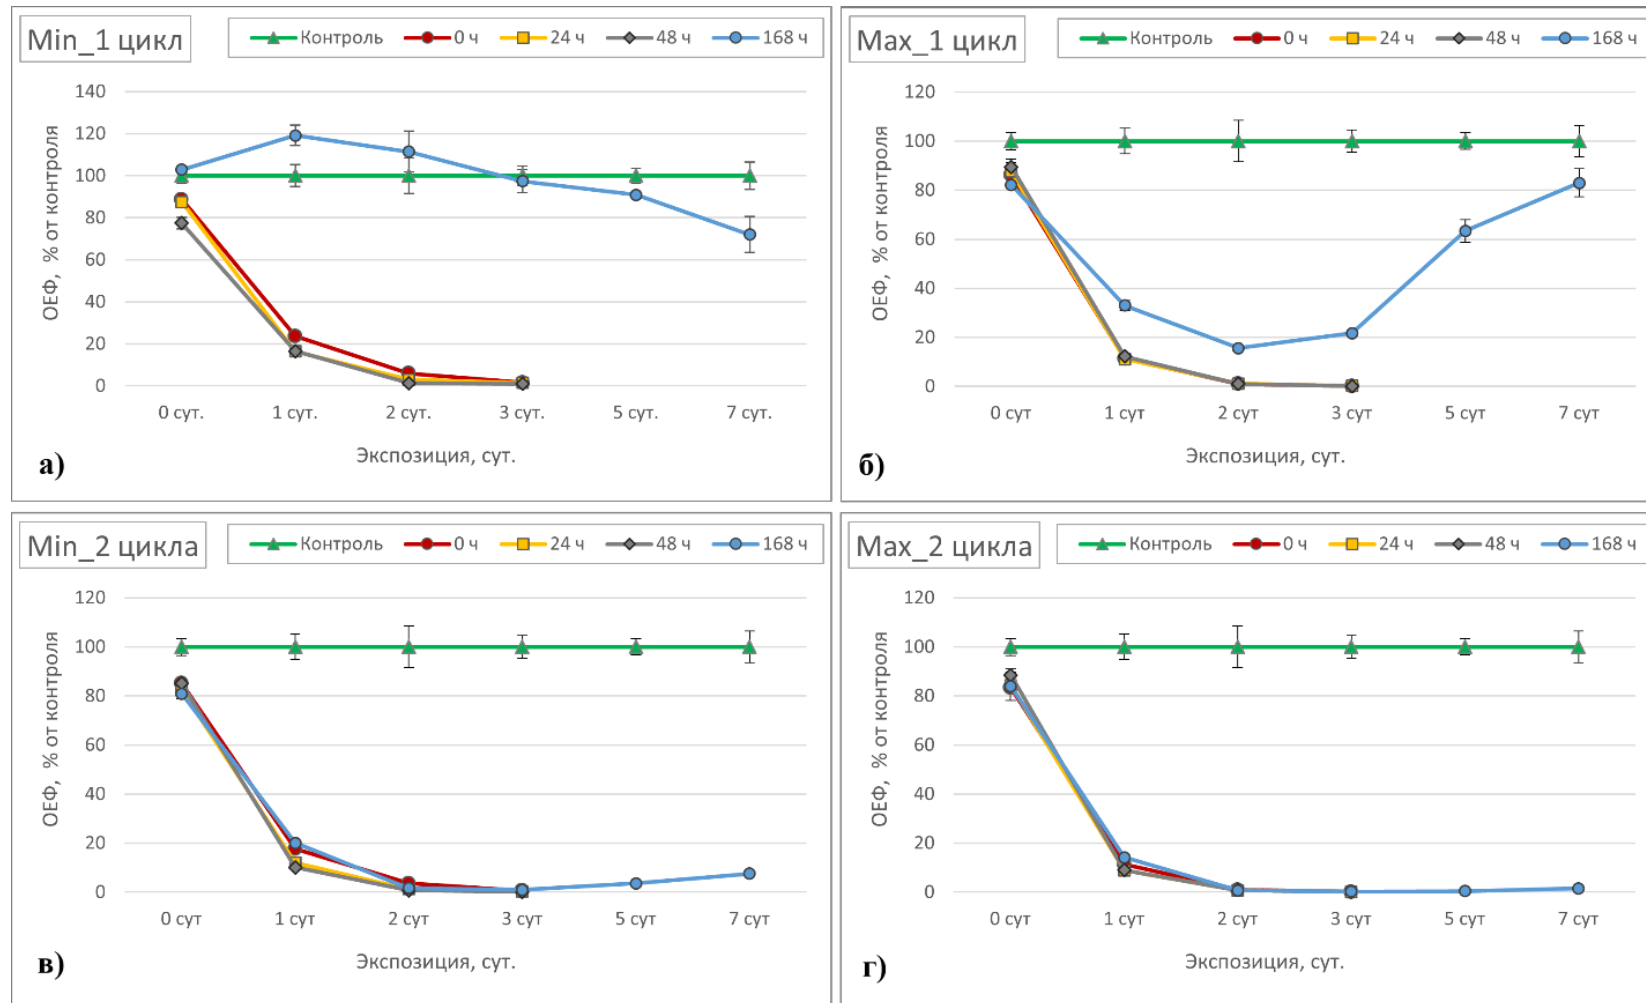 Min_1 цикл
Контроль 0 ч 24 ч 48 ч 168 ч
ОЕФ, % от контроля
140
120
100
80
60
40
20
0
0 сут. 1 сут. 2 сут. 3 сут. 5 сут. 7 сут.
Экспозиция, сут.
а)
Max_1 цикл
Контроль 0 ч 24 ч 48 ч 168 ч
ОЕФ, % от контроля
120
100
80
60
40
20
0
0 сут 1 сут 2 сут 3 сут 5 сут 7 сут
Экспозиция, сут.
б)
Min_2 цикла
Контроль 0 ч 24 ч 48 ч 168 ч
ОЕФ, % от контроля
120
100
80
60
40
20
0
0 сут 1 сут 2 сут 3 сут 5 сут 7 сут
Экспозиция, сут.
в)
Max_2 цикла
Контроль 0 ч 24 ч 48 ч 168 ч
ОЕФ, % от контроля
120
100
80
60
40
20
0
0 сут 1 сут 2 сут 3 сут 5 сут 7 сут
Экспозиция, сут.
г)